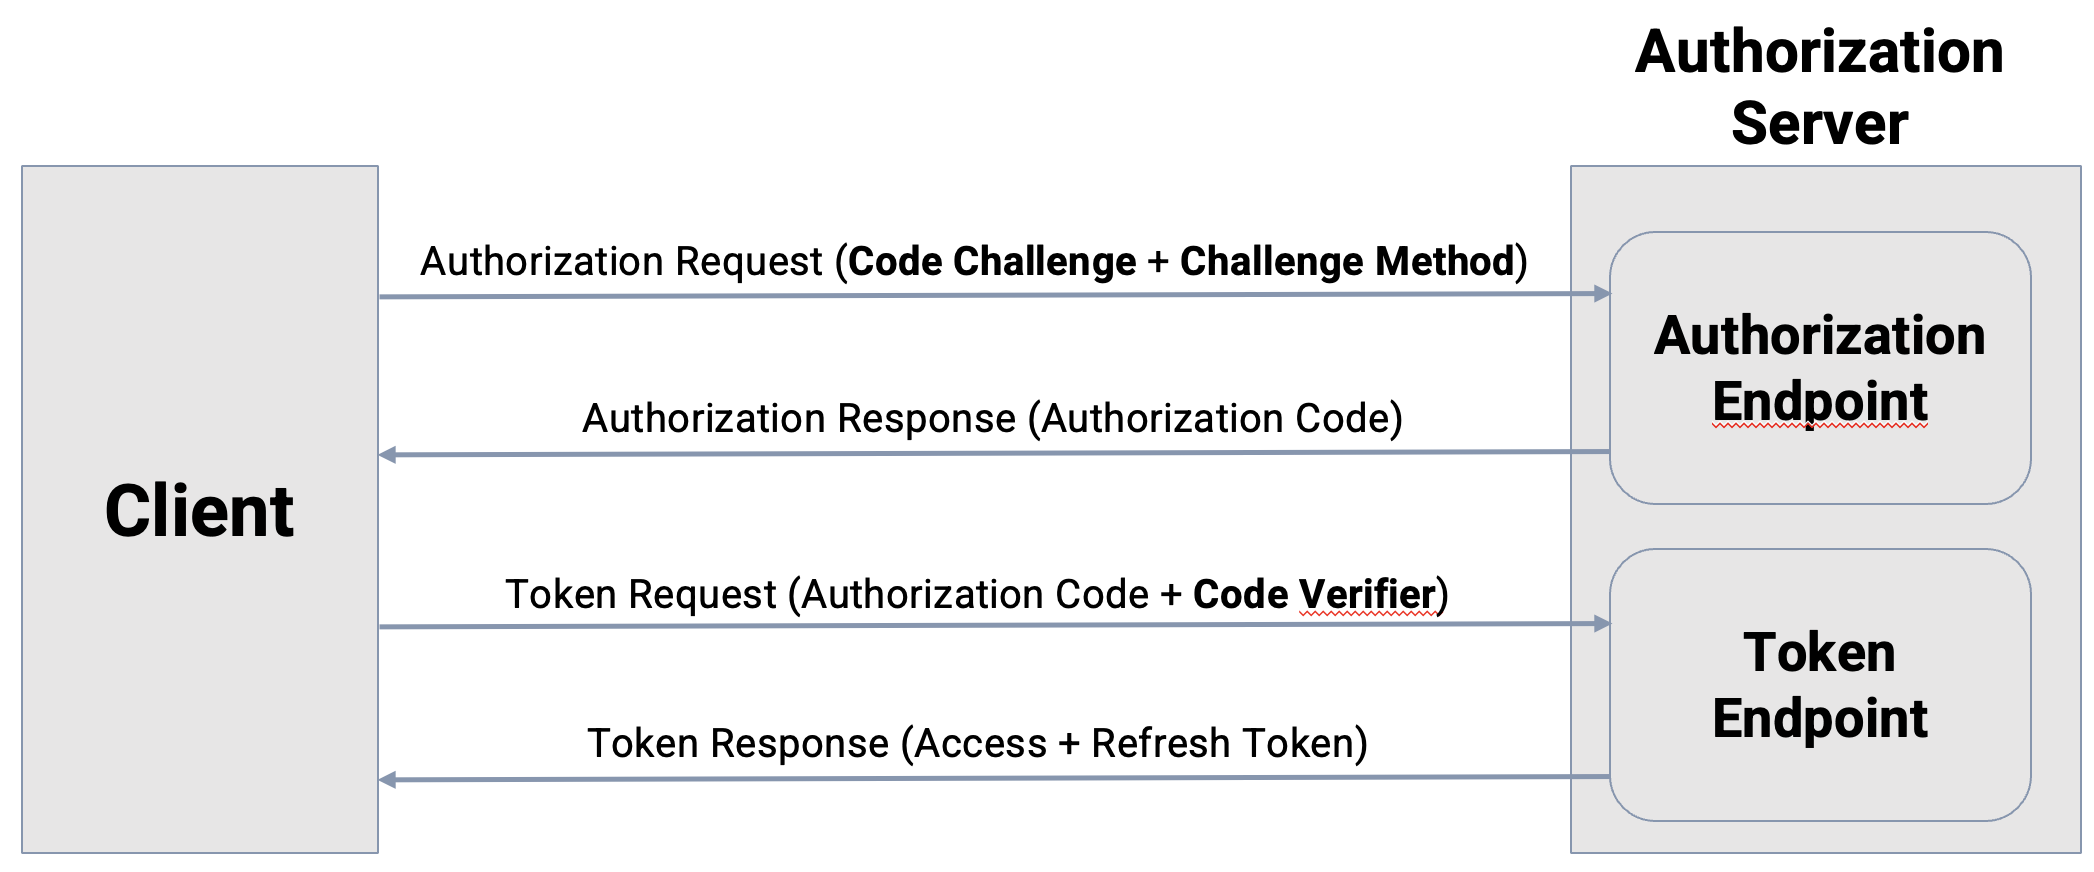 Authorization
Server
Authorization Request (Code Challenge + Challenge Method)
Authorization
Endpoint
Authorization Response (Authorization Code)
Client
Token Request (Authorization Code + Code Verifier)
Token
Endpoint
Token Response (Access + Refresh Token)